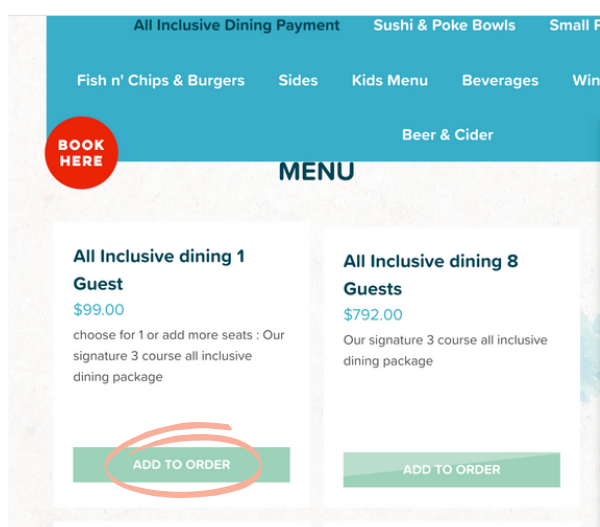 All Inclusive Dining Payment Sushi & Poke Bowls Small
Fish n' Chips & Burgers Sides Kids Menu Beverages
Beer & Cider
BOOK
HERE
MENU
All Inclusive dining 1
Guest
$99.00
choose for 1 or add more seats : Our
signature 3 course all inclusive
dining package
ADD TO ORDER
All Inclusive dining 8
Guests
$792.00
Our signature 3 course all inclusive
dining package
ADD TO ORDER